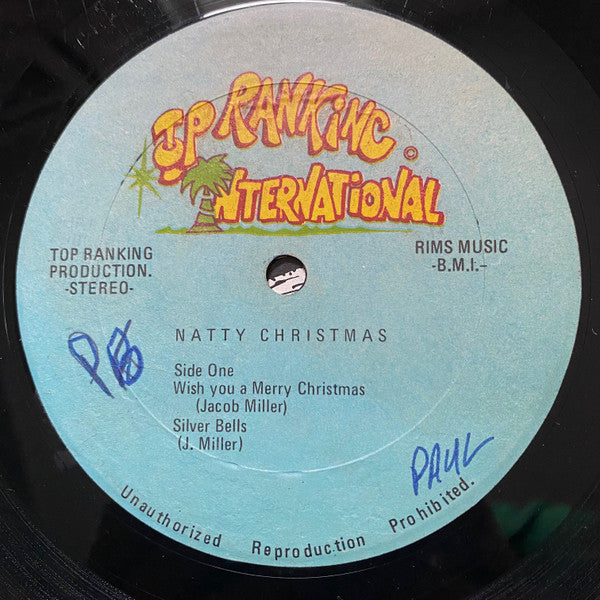 TOP RANKING
INTERNATIONAL
TOP RANKING
PRODUCTION.
-STEREO-
RIMS MUSIC
-B.M.I.-
NATTY CHRISTMAS
Side One
Wish you a Merry Christmas
(Jacob Miller)
Silver Bells
(J. Miller)
PAUL
Unauthorized Reproduction Prohibited.